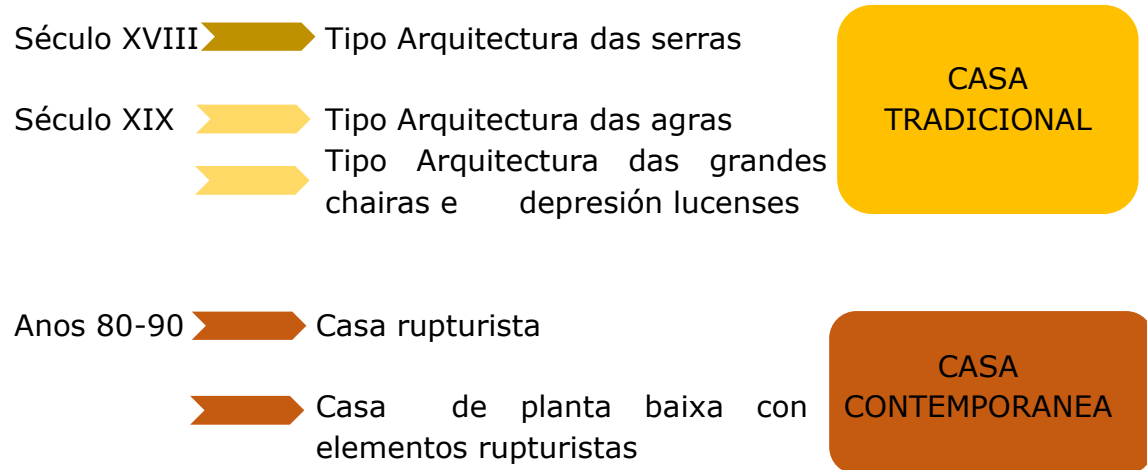 Século XVIII Tipo Arquitectura das serras
Século XIX Tipo Arquitectura das agras
Tipo Arquitectura das grandes
chairas e depresión lucenses
CASA
TRADICIONAL
Anos 80-90 Casa rupturista
Casa de planta baixa con
elementos rupturistas
CASA
CONTEMPORANEA